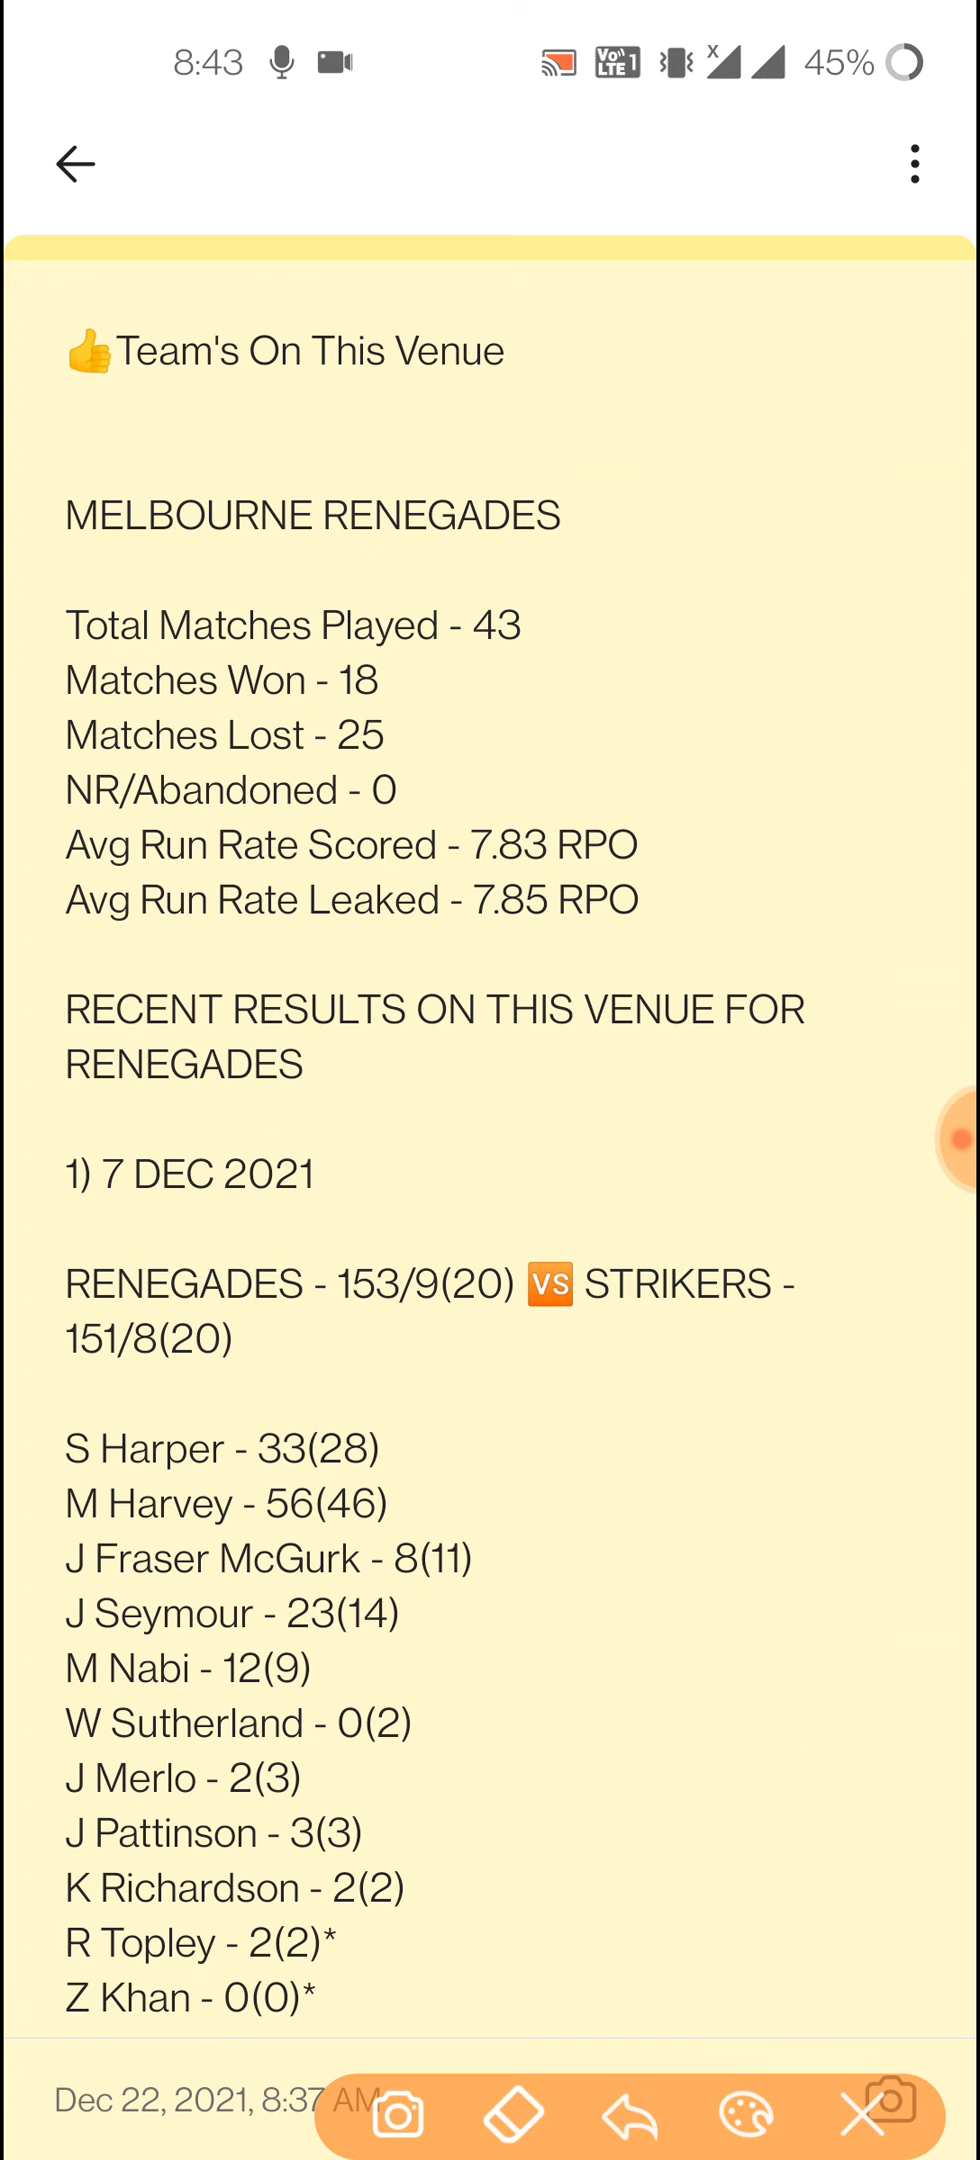 8:43 Vo LTE 1 x 45%
👍Team's On This Venue
MELBOURNE RENEGADES
Total Matches Played - 43
Matches Won - 18
Matches Lost - 25
NR/Abandoned - 0
Avg Run Rate Scored - 7.83 RPO
Avg Run Rate Leaked - 7.85 RPO
RECENT RESULTS ON THIS VENUE FOR
RENEGADES
1) 7 DEC 2021
RENEGADES - 153/9(20) 🆚 STRIKERS -
151/8(20)
S Harper - 33(28)
M Harvey - 56(46)
J Fraser McGurk - 8(11)
J Seymour - 23(14)
M Nabi - 12(9)
W Sutherland - 0(2)
J Merlo - 2(3)
J Pattinson - 3(3)
K Richardson - 2(2)
R Topley - 2(2)*
Z Khan - 0(0)*
Dec 22, 2021, 8:37 AM